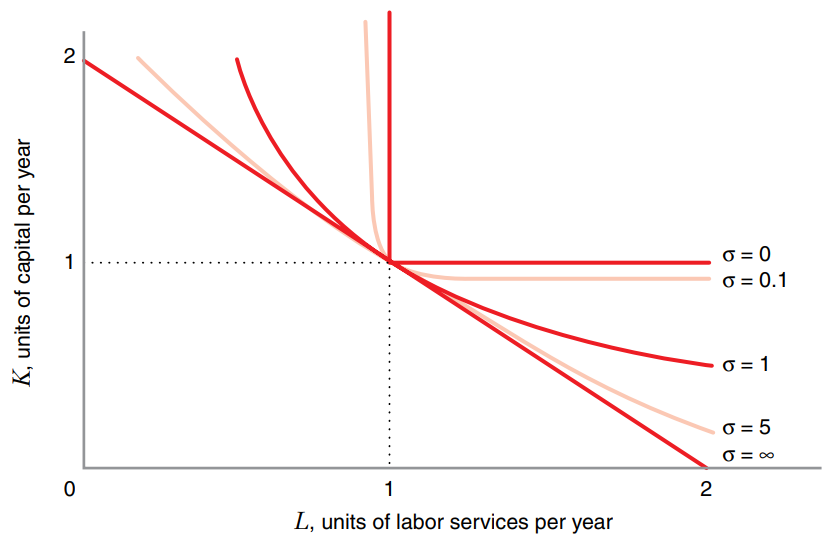 2
K, units of capital per year
1
σ = 0
σ = 0.1
σ = 1
σ = 5
σ = ∞
0
1
2
L, units of labor services per year